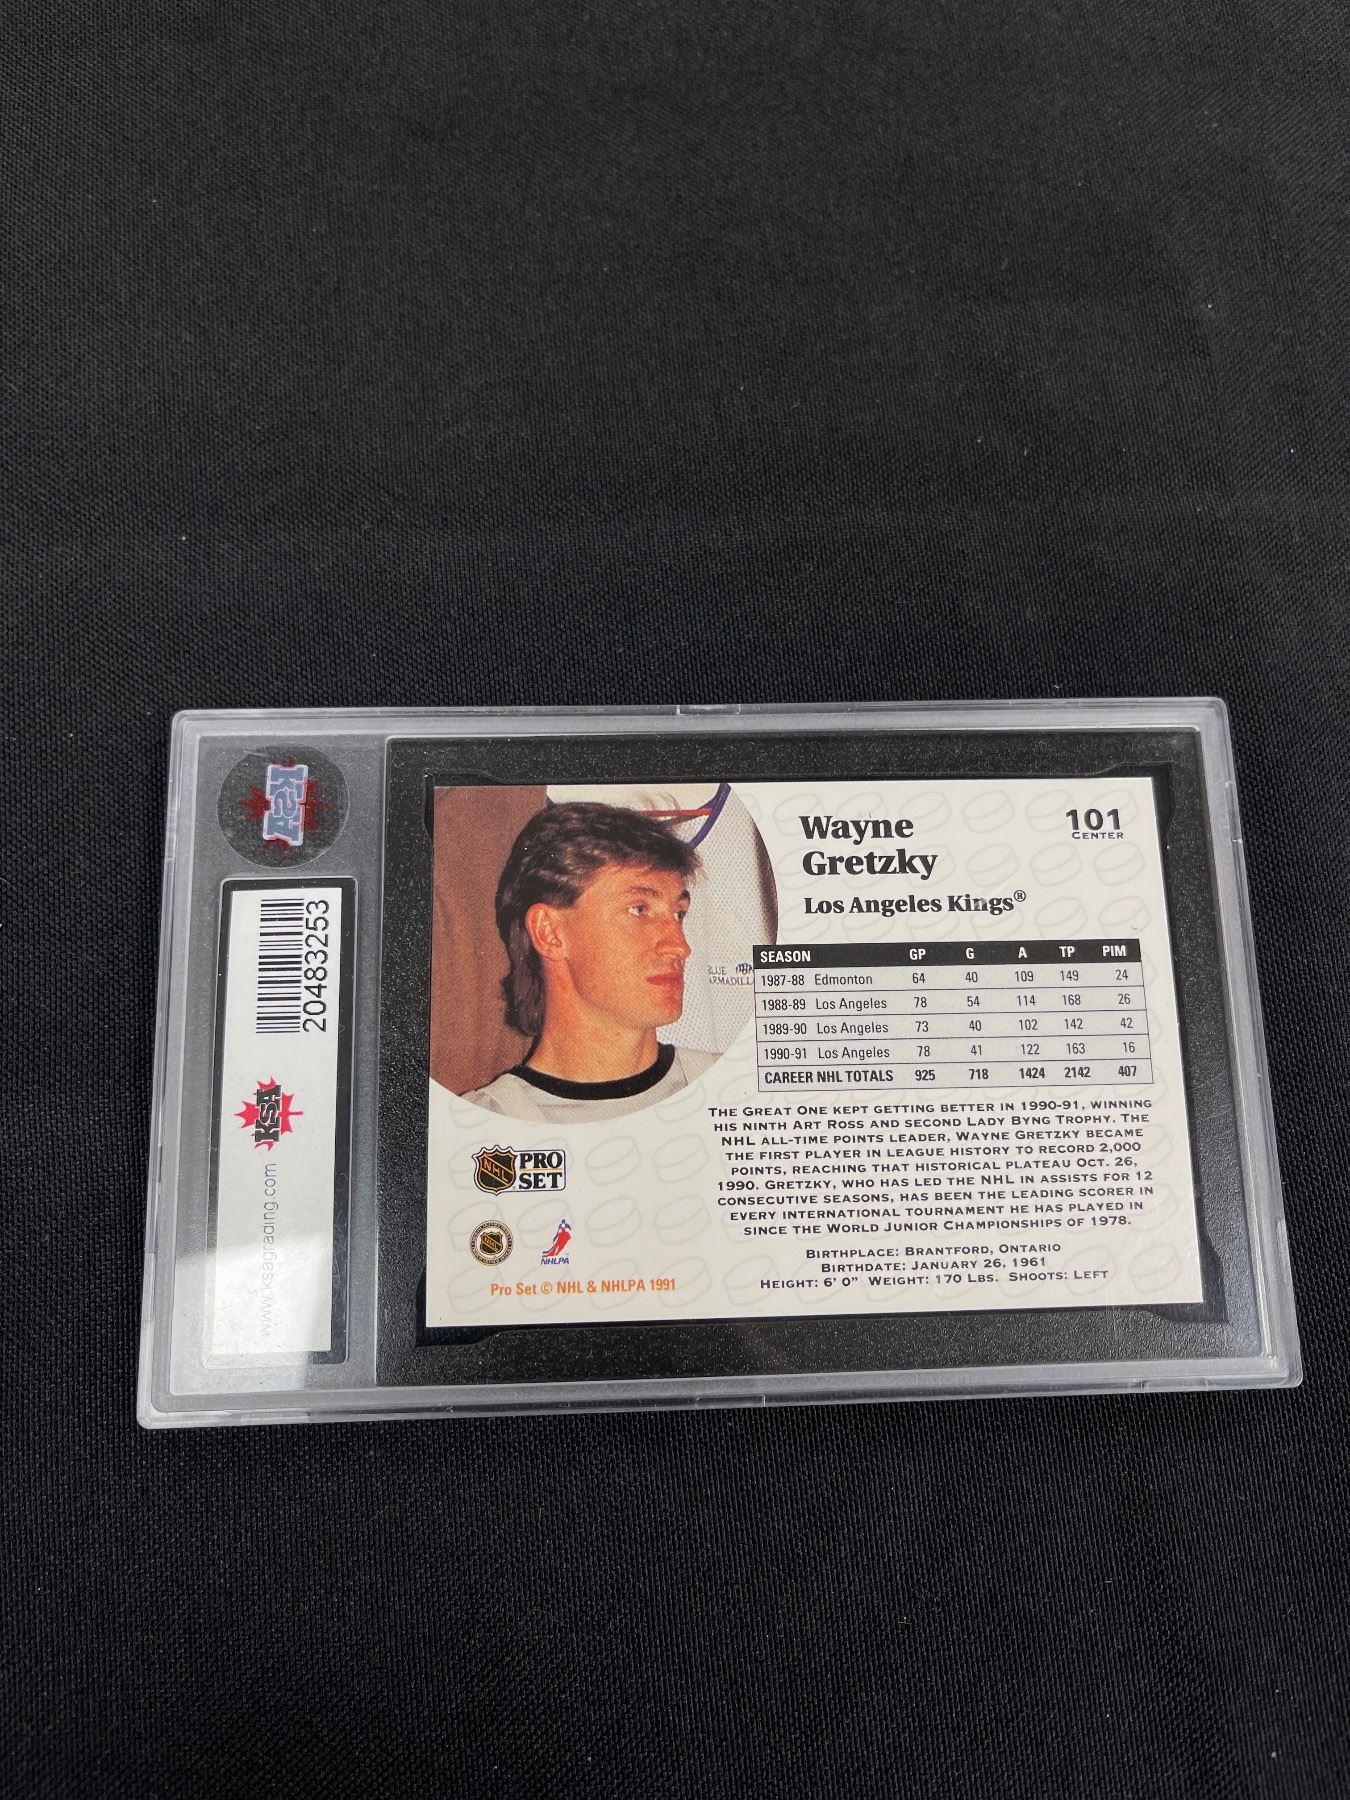 KSA
20483253
KSA
www.ksagrading.com
Wayne
Gretzky
Los Angeles Kings®
101
CENTER
SEASON GP G A TP PIM
1987-88 Edmonton 64 40 109 149 24
1988-89 Los Angeles 78 54 114 168 26
1989-90 Los Angeles 73 40 102 142 42
1990-91 Los Angeles 78 41 122 163 16
CAREER NHL TOTALS 925 718 1424 2142 407
THE GREAT ONE KEPT GETTING BETTER IN 1990-91, WINNING
HIS NINTH ART ROSS AND SECOND LADY BYNG TROPHY. THE
NHL ALL-TIME POINTS LEADER, WAYNE GRETZKY BECAME
THE FIRST PLAYER IN LEAGUE HISTORY TO RECORD 2,000
POINTS, REACHING THAT HISTORICAL PLATEAU OCT. 26,
1990. GRETZKY, WHO HAS LED THE NHL IN ASSISTS FOR 12
CONSECUTIVE SEASONS, HAS BEEN THE LEADING SCORER IN
EVERY INTERNATIONAL TOURNAMENT HE HAS PLAYED IN
SINCE THE WORLD JUNIOR CHAMPIONSHIPS OF 1978.
BIRTHPLACE: BRANTFORD, ONTARIO
BIRTHDATE: JANUARY 26, 1961
HEIGHT: 6' 0" WEIGHT: 170 LBS. SHOOTS: LEFT
NHL PRO
SET
NHL
NHLPA
Pro Set © NHL & NHLPA 1991